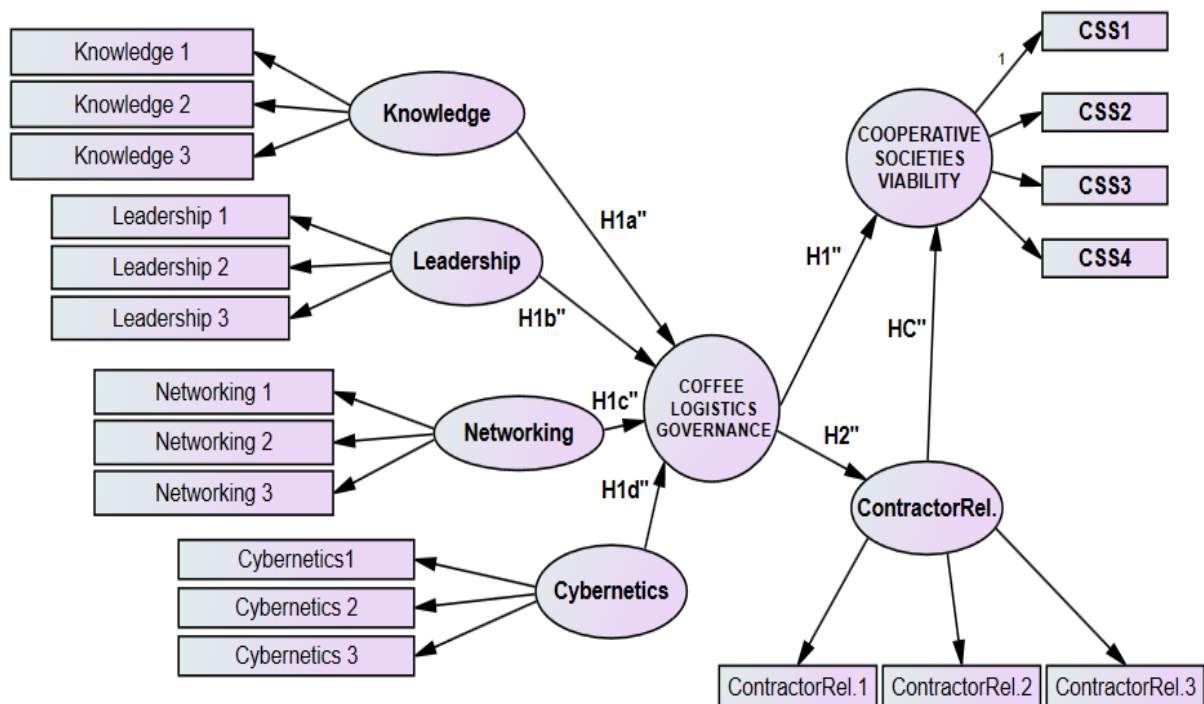 Knowledge 1
Knowledge 2
Knowledge 3
Knowledge
Leadership 1
Leadership 2
Leadership 3
Leadership
Networking 1
Networking 2
Networking 3
Networking
Cybernetics1
Cybernetics 2
Cybernetics 3
Cybernetics
H1a"
H1b"
H1c"
H1d"
COFFEE
LOGISTICS
GOVERNANCE
H1"
H2"
HC"
COOPERATIVE
SOCIETIES
VIABILITY
1
CSS1
CSS2
CSS3
CSS4
ContractorRel.
ContractorRel.1
ContractorRel.2
ContractorRel.3